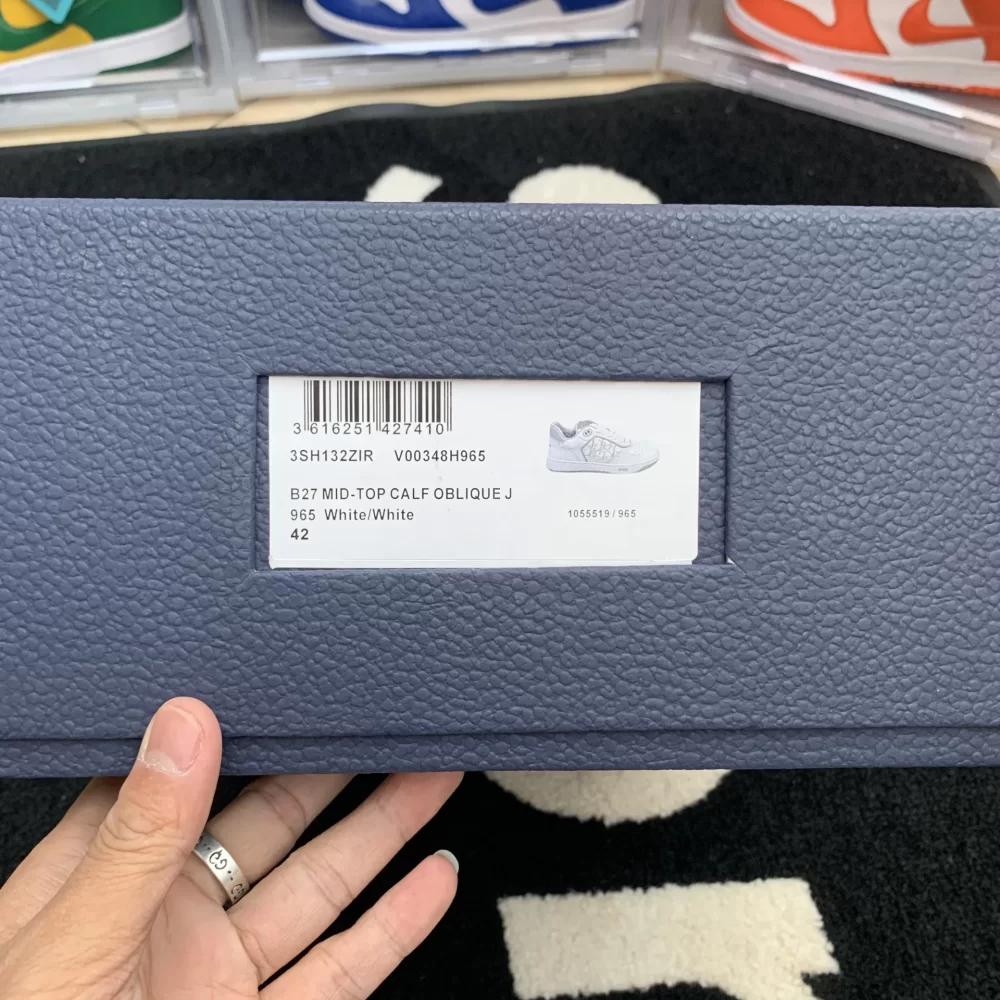 3 616251 427410
3SH132ZIR V00348H965
B27 MID-TOP CALF OBLIQUE J
965 White/White
42
1055519 / 965